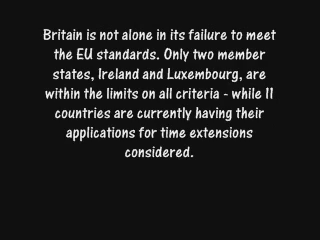 Britain is not alone in its failure to meet
the EU standards. Only two member
states, Ireland and Luxembourg, are
within the limits on all criteria - while 11
countries are currently having their
applications for time extensions
considered.